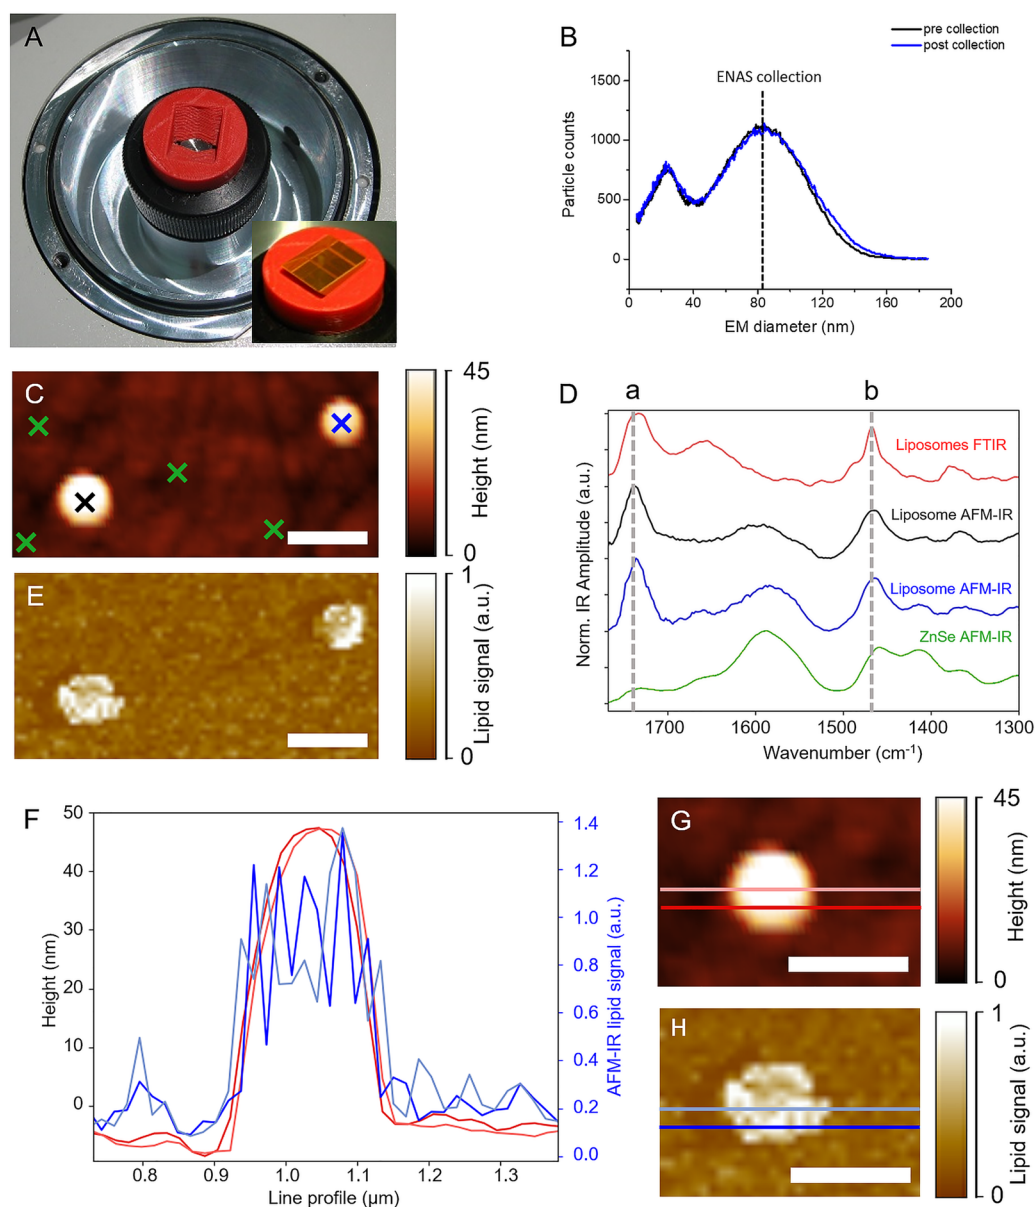 A
B
pre collection
post collection
ENAS collection
1500
1000
500
0
Particle counts
0
40
80
120
160
200
EM diameter (nm)
C
45
0
Height (nm)
D
a
b
Liposomes FTIR
Liposome AFM-IR
Liposome AFM-IR
ZnSe AFM-IR
Norm. IR Amplitude (a.u.)
1700
1600
1500
1400
1300
Wavenumber (cm⁻¹)
E
1
0
Lipid signal (a.u.)
F
50
40
30
20
10
0
Height (nm)
1.4
1.2
1.0
0.8
0.6
0.4
0.2
0.0
AFM-IR lipid signal (a.u.)
0.8
0.9
1.0
1.1
1.2
1.3
Line profile (µm)
G
45
0
Height (nm)
H
1
0
Lipid signal (a.u.)